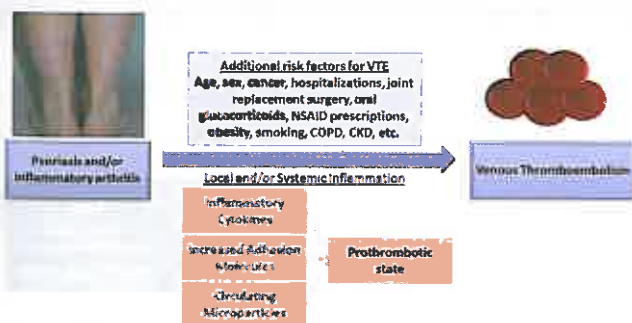 Additional risk factors for VTE
Age, sex, cancer, hospitalizations, joint
replacement surgery, oral
glucocorticoids, NSAID prescriptions,
obesity, smoking, COPD, CKD, etc.
Psoriasis and/or
inflammatory arthritis
Venous Thromboembolism
Local and/or Systemic Inflammation
Inflammatory
Cytokines
Increased Adhesion
Molecules
Prothrombotic
state
Circulating
Microparticles